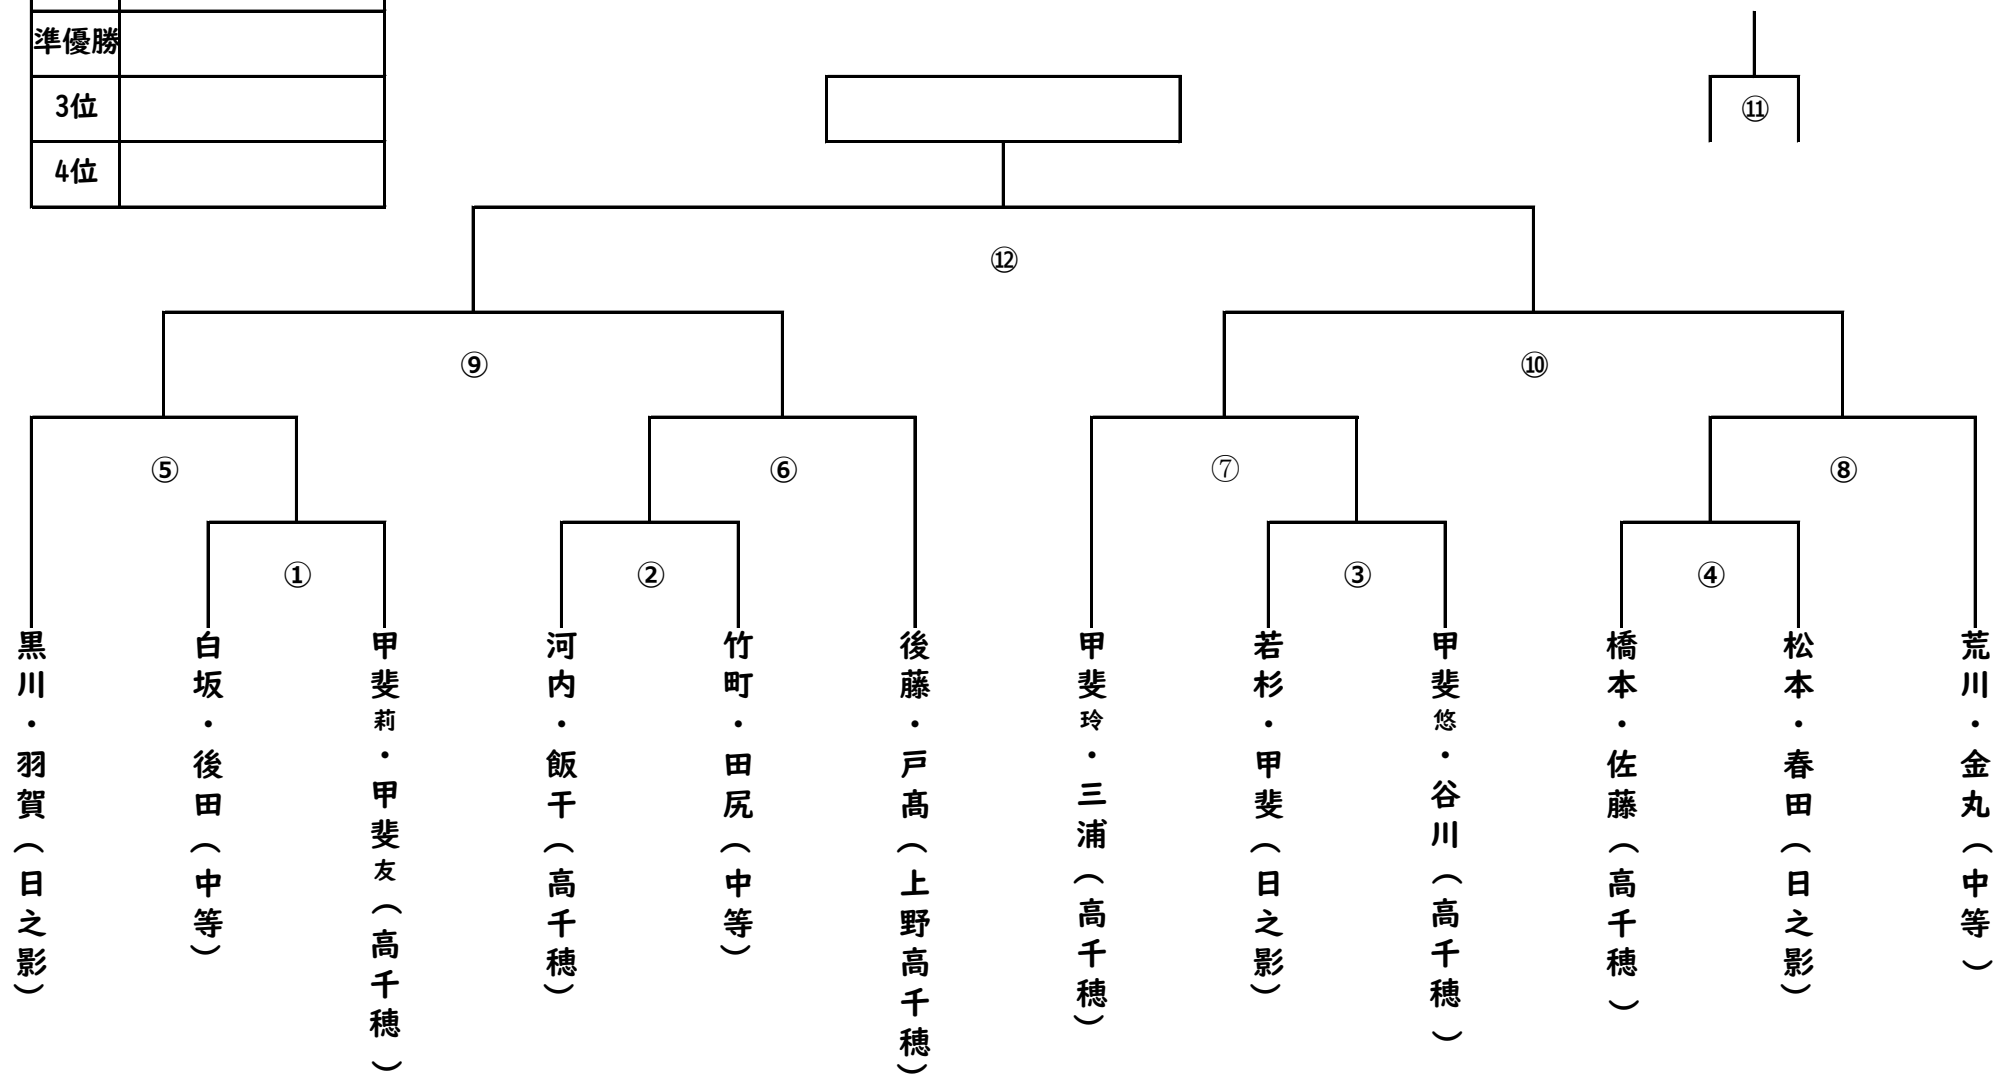 準優勝
3位
4位
⑪
⑫
⑨
⑩
⑤
⑥
⑦
⑧
①
②
③
④
黒川・羽賀(日之影)
白坂・後田(中等)
甲斐莉・甲斐友(高千穂)
河内・飯干(高千穂)
竹町・田尻(中等)
後藤・戸髙(上野高千穂)
甲斐玲・三浦(高千穂)
若杉・甲斐(日之影)
甲斐悠・谷川(高千穂)
橋本・佐藤(高千穂)
松本・春田(日之影)
荒川・金丸(中等)